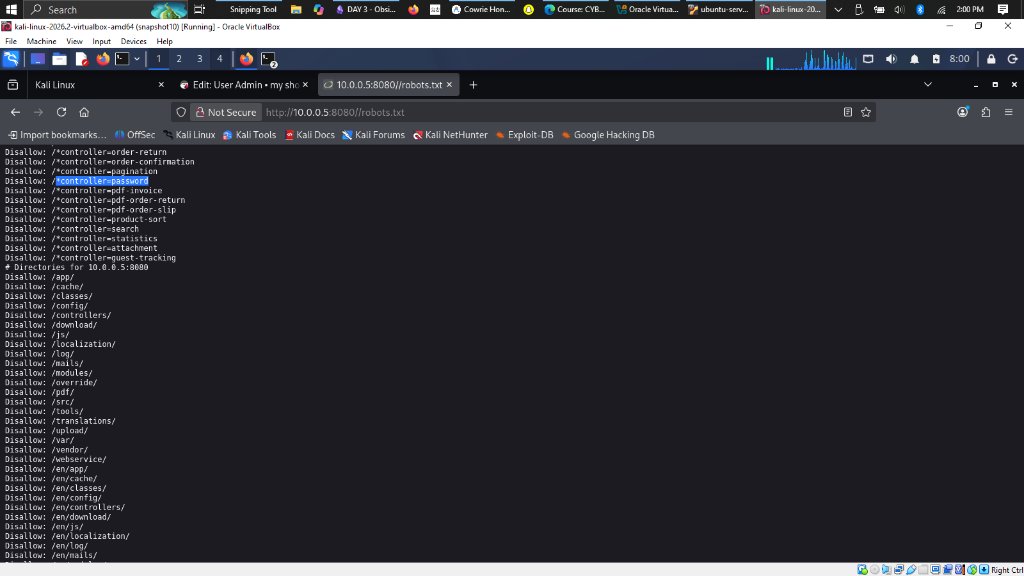 Search
Snipping Tool
DAY 3 - Obsi...
Cowrie Hon...
Course: CYB...
Oracle Virtua...
ubuntu-serv...
kali-linux-20...
2:00 PM
kali-linux-2026.2-virtualbox-amd64 (snapshot10) [Running] - Oracle VirtualBox
File Machine View Input Devices Help
1 2 3 4
2
8:00
Kali Linux
Edit: User Admin • my sho
10.0.0.5:8080//robots.txt
Not Secure
http://10.0.0.5:8080//robots.txt
Import bookmarks...
OffSec
Kali Linux
Kali Tools
Kali Docs
Kali Forums
Kali NetHunter
Exploit-DB
Google Hacking DB
Disallow: /*controller=order-return
Disallow: /*controller=order-confirmation
Disallow: /*controller=pagination
Disallow: /*controller=password
Disallow: /*controller=pdf-invoice
Disallow: /*controller=pdf-order-return
Disallow: /*controller=pdf-order-slip
Disallow: /*controller=product-sort
Disallow: /*controller=search
Disallow: /*controller=statistics
Disallow: /*controller=attachment
Disallow: /*controller=guest-tracking
# Directories for 10.0.0.5:8080
Disallow: /app/
Disallow: /cache/
Disallow: /classes/
Disallow: /config/
Disallow: /controllers/
Disallow: /download/
Disallow: /js/
Disallow: /localization/
Disallow: /log/
Disallow: /mails/
Disallow: /modules/
Disallow: /override/
Disallow: /pdf/
Disallow: /src/
Disallow: /tools/
Disallow: /translations/
Disallow: /upload/
Disallow: /var/
Disallow: /vendor/
Disallow: /webservice/
Disallow: /en/app/
Disallow: /en/cache/
Disallow: /en/classes/
Disallow: /en/config/
Disallow: /en/controllers/
Disallow: /en/download/
Disallow: /en/js/
Disallow: /en/localization/
Disallow: /en/log/
Disallow: /en/mails/
Right Ctrl